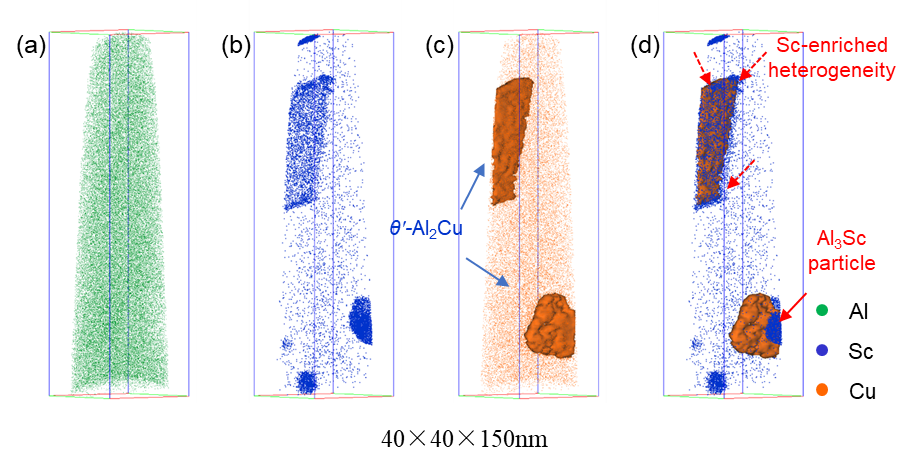 (a)
(b)
(c)
(d)
Sc-enriched
heterogeneity
θ′-Al₂Cu
Al₃Sc
particle
Al
Sc
Cu
40×40×150nm